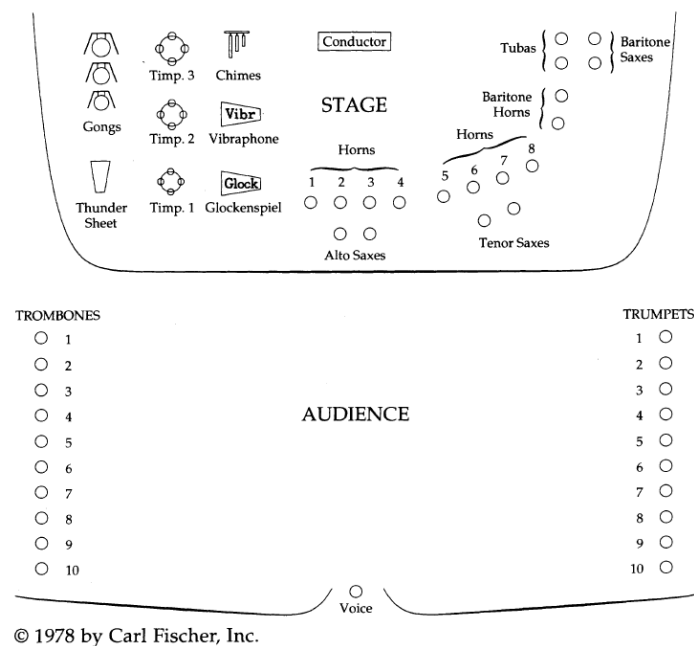 Conductor
Tubas
Baritone
Saxes
Timp. 3
Chimes
STAGE
Baritone
Horns
Gongs
Timp. 2
Vibr
Vibraphone
Horns
Horns
1 2 3 4
5 6 7 8
Thunder
Sheet
Timp. 1
Glock
Glockenspiel
Alto Saxes
Tenor Saxes
TROMBONES
TRUMPETS
1 1
2 2
3 3
4 AUDIENCE 4
5 5
6 6
7 7
8 8
9 9
10 10
Voice
© 1978 by Carl Fischer, Inc.